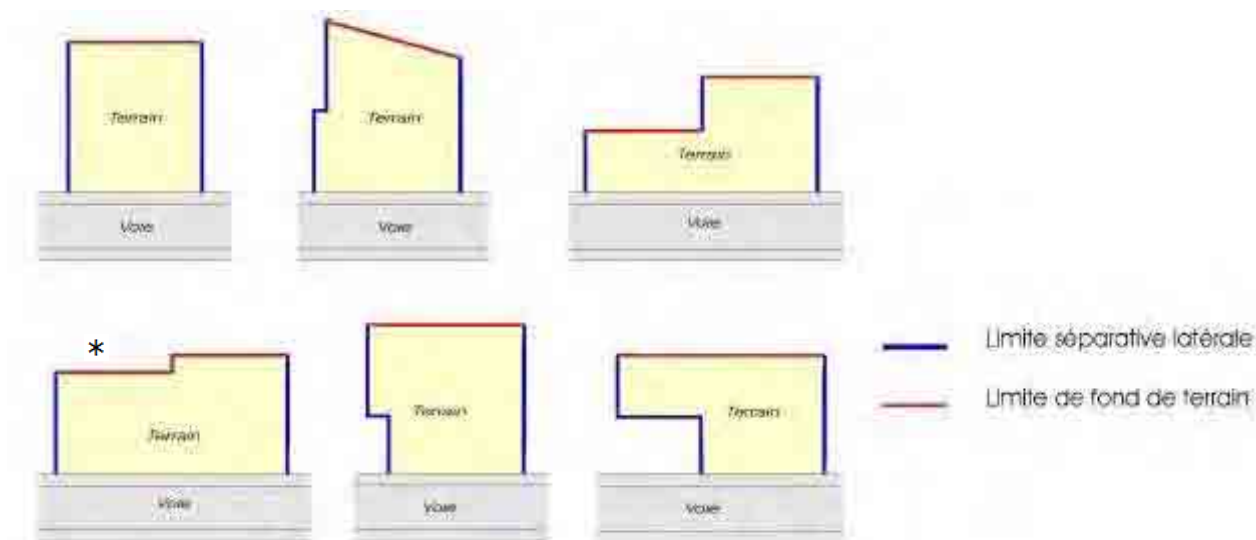 Terrain
Terrain
Terrain
Voie
Voie
Voie
*
Terrain
Terrain
Terrain
Voie
Voie
Voie
Limite séparative latérale
Limite de fond de terrain